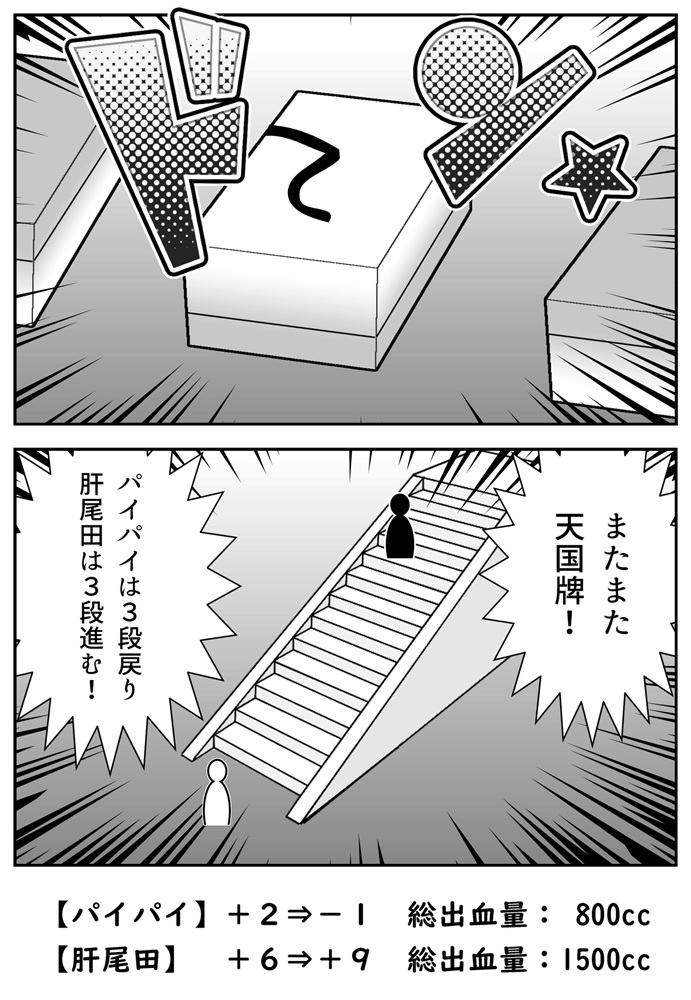 ドン☆
2
またまた
天国牌！
パイパイは３段戻り
肝尾田は３段進む！
【パイパイ】＋２⇒－１　総出血量： 800cc
【肝尾田】　＋６⇒＋９　総出血量：1500cc